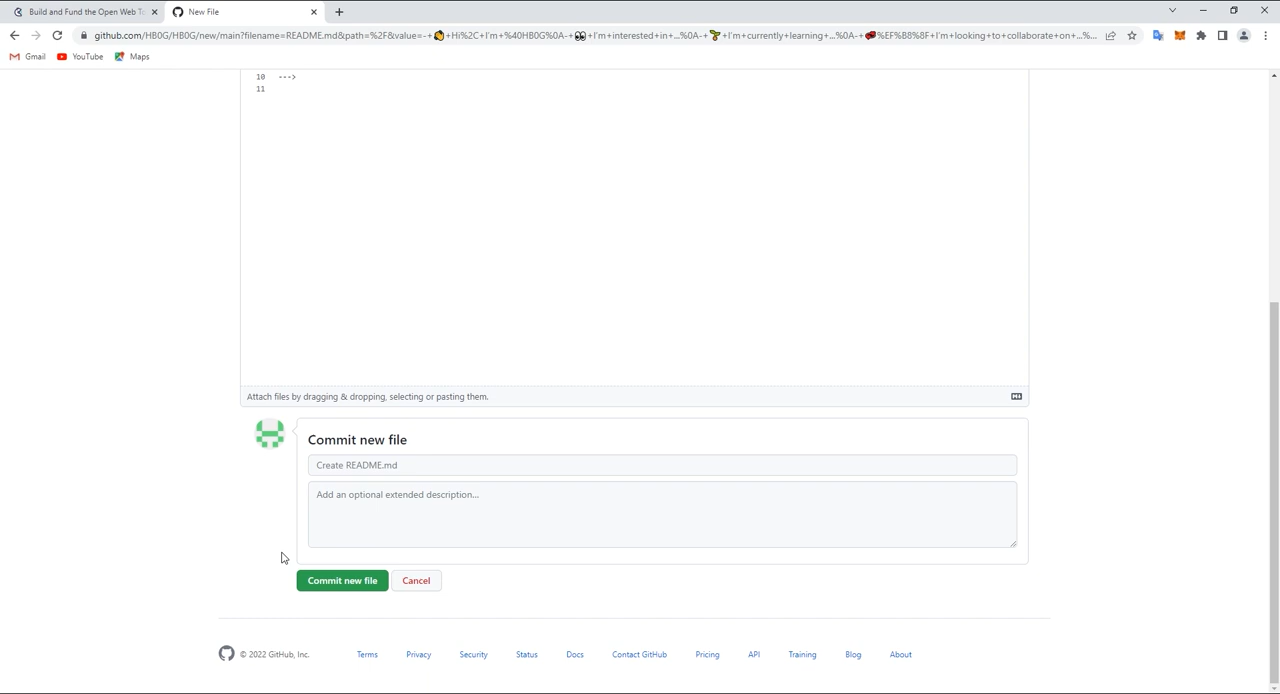 Build and Fund the Open Web T
New File
github.com/HB0G/HB0G/new/main?filename=README.md&path=%2F&value=-+👋+Hi%2C+I'm+%40HB0G%0A-+👀+I'm+interested+in+...%0A-+🌱+I'm+currently+learning+...%0A-+💞%EF%B8%8F+I'm+looking+to+collaborate+on+...%...
Gmail
YouTube
Maps
10 --->
11
Attach files by dragging & dropping, selecting or pasting them.
Commit new file
Create README.md
Add an optional extended description...
Commit new file
Cancel
© 2022 GitHub, Inc.
Terms
Privacy
Security
Status
Docs
Contact GitHub
Pricing
API
Training
Blog
About